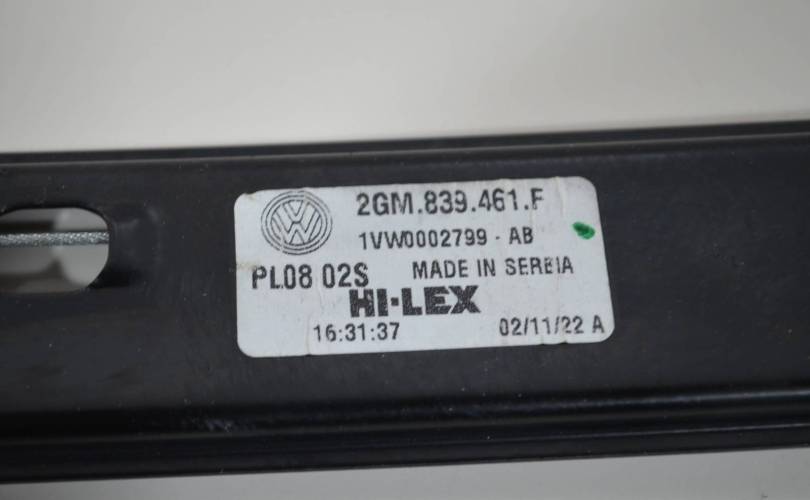 2GM.839.461.F
1VW0002799 - AB
PL08 02S MADE IN SERBIA
HI-LEX
16:31:37 02/11/22 A